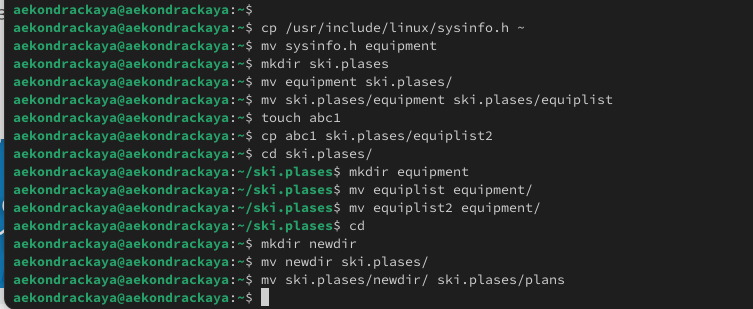 aekondrackaya@aekondrackaya:~$
aekondrackaya@aekondrackaya:~$ cp /usr/include/linux/sysinfo.h ~
aekondrackaya@aekondrackaya:~$ mv sysinfo.h equipment
aekondrackaya@aekondrackaya:~$ mkdir ski.plases
aekondrackaya@aekondrackaya:~$ mv equipment ski.plases/
aekondrackaya@aekondrackaya:~$ mv ski.plases/equipment ski.plases/equiplist
aekondrackaya@aekondrackaya:~$ touch abc1
aekondrackaya@aekondrackaya:~$ cp abc1 ski.plases/equiplist2
aekondrackaya@aekondrackaya:~$ cd ski.plases/
aekondrackaya@aekondrackaya:~/ski.plases$ mkdir equipment
aekondrackaya@aekondrackaya:~/ski.plases$ mv equiplist equipment/
aekondrackaya@aekondrackaya:~/ski.plases$ mv equiplist2 equipment/
aekondrackaya@aekondrackaya:~/ski.plases$ cd
aekondrackaya@aekondrackaya:~$ mkdir newdir
aekondrackaya@aekondrackaya:~$ mv newdir ski.plases/
aekondrackaya@aekondrackaya:~$ mv ski.plases/newdir/ ski.plases/plans
aekondrackaya@aekondrackaya:~$